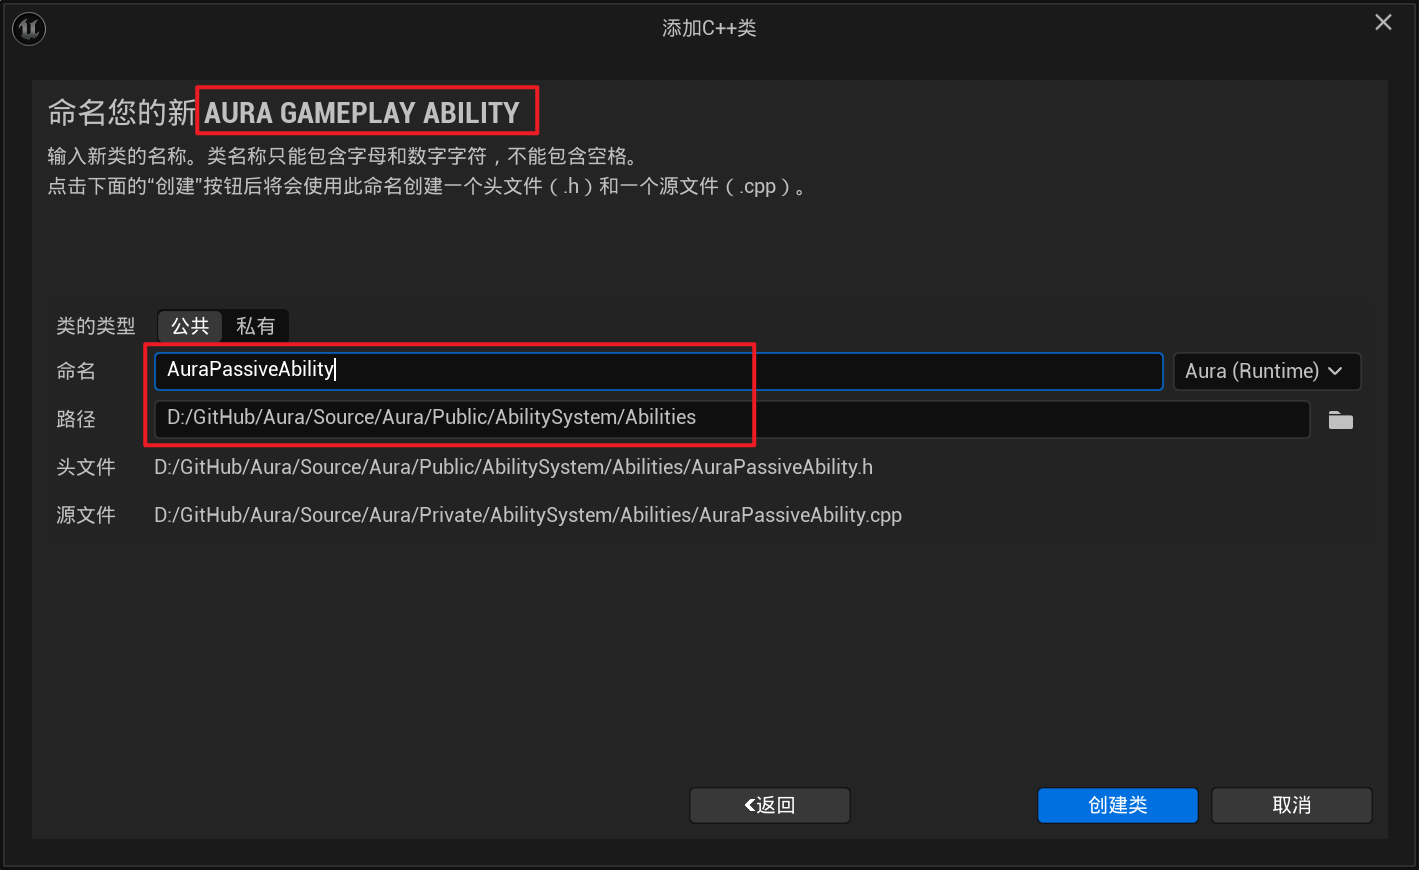 添加C++类
命名您的新 AURA GAMEPLAY ABILITY
输入新类的名称。类名称只能包含字母和数字字符，不能包含空格。
点击下面的“创建”按钮后将会使用此命名创建一个头文件（.h）和一个源文件（.cpp）。
类的类型 公共 私有
命名 AuraPassiveAbility Aura (Runtime)
路径 D:/GitHub/Aura/Source/Aura/Public/AbilitySystem/Abilities
头文件 D:/GitHub/Aura/Source/Aura/Public/AbilitySystem/Abilities/AuraPassiveAbility.h
源文件 D:/GitHub/Aura/Source/Aura/Private/AbilitySystem/Abilities/AuraPassiveAbility.cpp
返回 创建类 取消